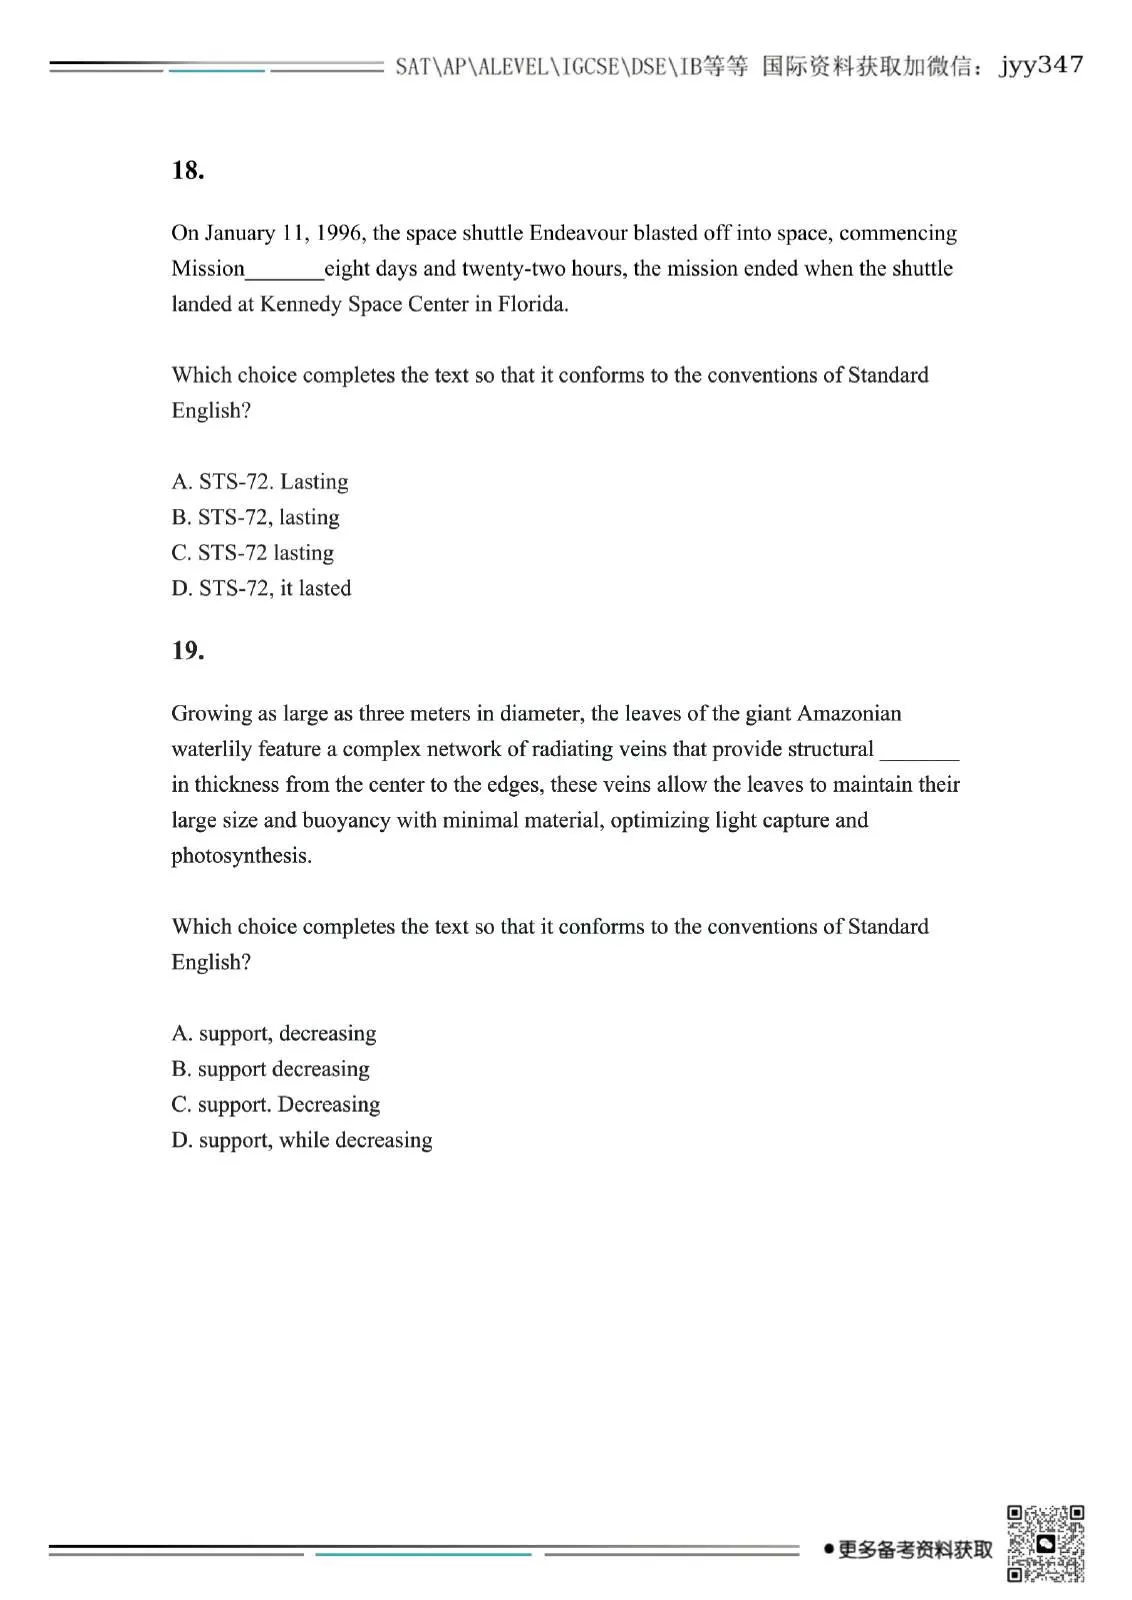 SAT\AP\ALEVEL\IGCSE\DSE\IB等等 国际资料获取加微信：jyy347
18.
On January 11, 1996, the space shuttle Endeavour blasted off into space, commencing
Mission_______eight days and twenty-two hours, the mission ended when the shuttle
landed at Kennedy Space Center in Florida.
Which choice completes the text so that it conforms to the conventions of Standard
English?
A. STS-72. Lasting
B. STS-72, lasting
C. STS-72 lasting
D. STS-72, it lasted
19.
Growing as large as three meters in diameter, the leaves of the giant Amazonian
waterlily feature a complex network of radiating veins that provide structural _______
in thickness from the center to the edges, these veins allow the leaves to maintain their
large size and buoyancy with minimal material, optimizing light capture and
photosynthesis.
Which choice completes the text so that it conforms to the conventions of Standard
English?
A. support, decreasing
B. support decreasing
C. support. Decreasing
D. support, while decreasing
●更多备考资料获取